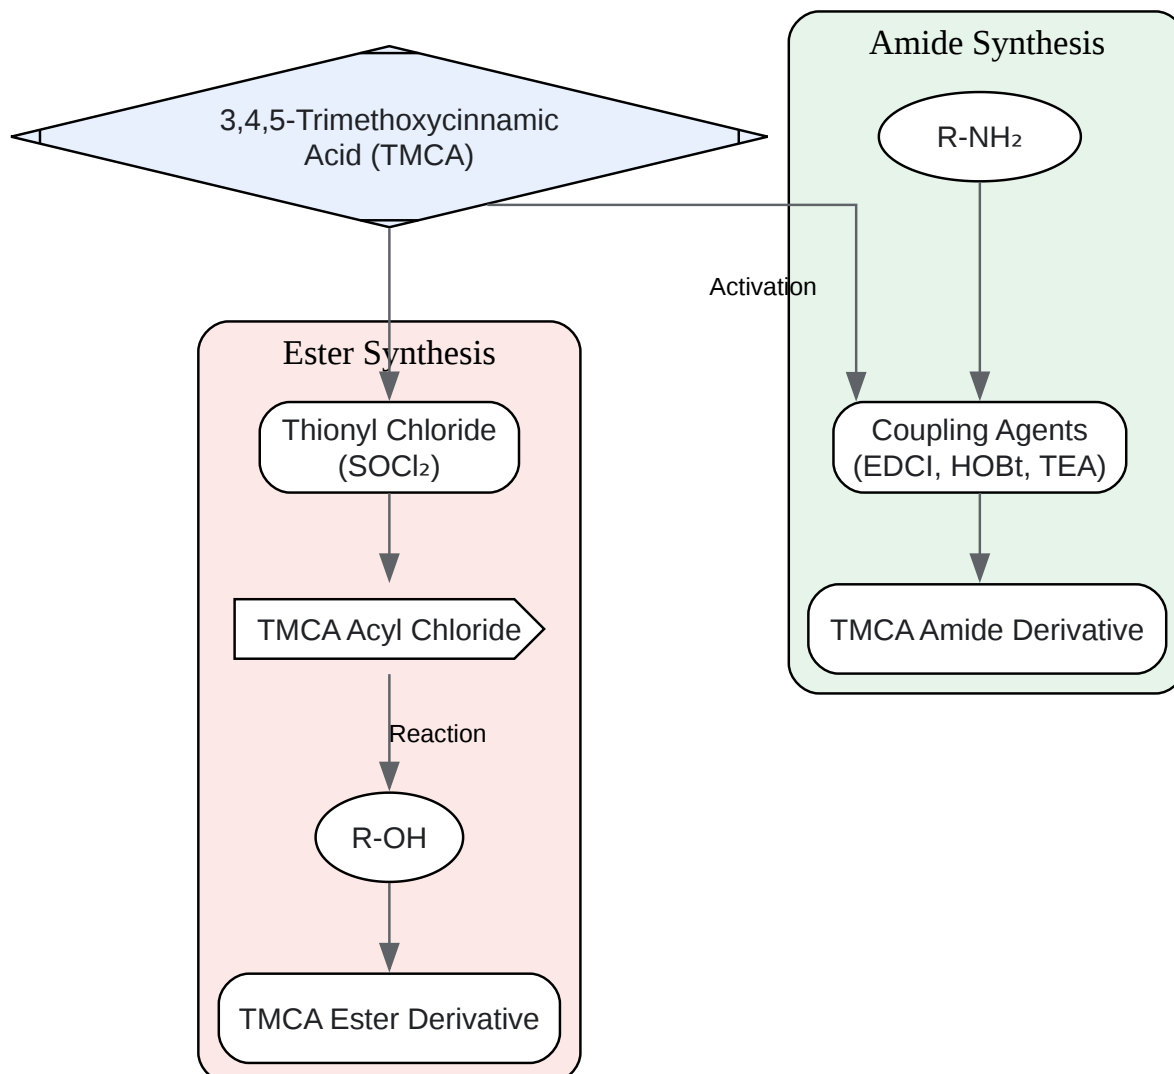 Amide Synthesis
3,4,5-Trimethoxycinnamic
Acid (TMCA)
R-NH₂
Activation
Ester Synthesis
Thionyl Chloride
(SOCl₂)
Coupling Agents
(EDCI, HOBt, TEA)
TMCA Acyl Chloride
TMCA Amide Derivative
Reaction
R-OH
TMCA Ester Derivative